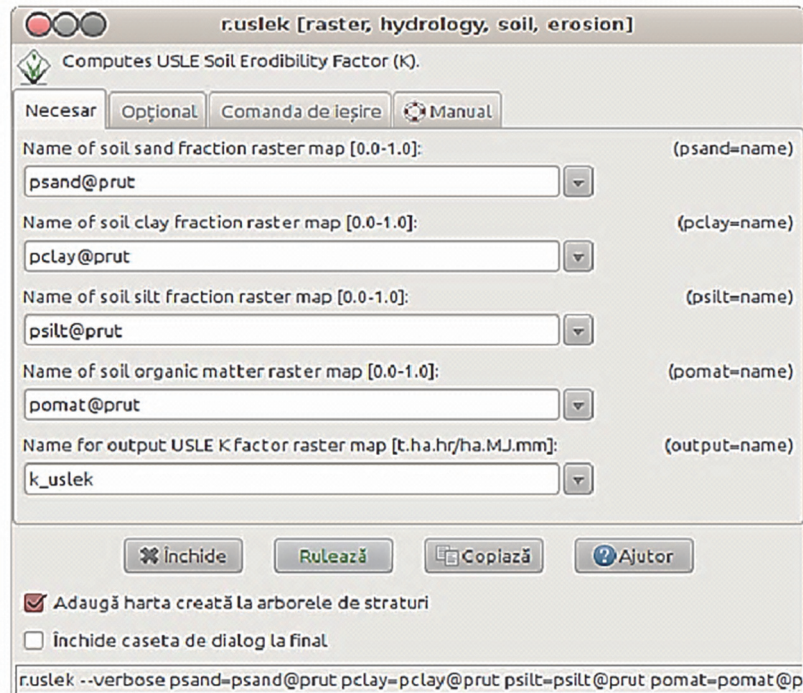 r.uslek [raster, hydrology, soil, erosion]
Computes USLE Soil Erodibility Factor (K).
Necesar Opţional Comanda de ieşire Manual
Name of soil sand fraction raster map [0.0-1.0]: (psand=name)
psand@prut
Name of soil clay fraction raster map [0.0-1.0]: (pclay=name)
pclay@prut
Name of soil silt fraction raster map [0.0-1.0]: (psilt=name)
psilt@prut
Name of soil organic matter raster map [0.0-1.0]: (pomat=name)
pomat@prut
Name for output USLE K factor raster map [t.ha.hr/ha.MJ.mm]: (output=name)
k_uslek
Închide Rulează Copiază Ajutor
Adaugă harta creată la arborele de straturi
Închide caseta de dialog la final
r.uslek --verbose psand=psand@prut pclay=pclay@prut psilt=psilt@prut pomat=pomat@p